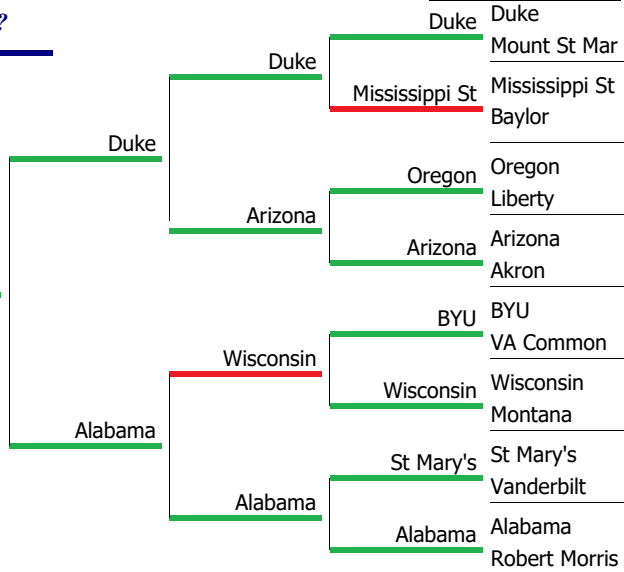 ?
Duke
Duke
Mount St Mar
Duke
Mississippi St
Mississippi St
Baylor
Duke
Oregon
Oregon
Liberty
Arizona
Arizona
Arizona
Akron
BYU
BYU
VA Common
Wisconsin
Wisconsin
Wisconsin
Montana
Alabama
St Mary's
St Mary's
Vanderbilt
Alabama
Alabama
Alabama
Robert Morris